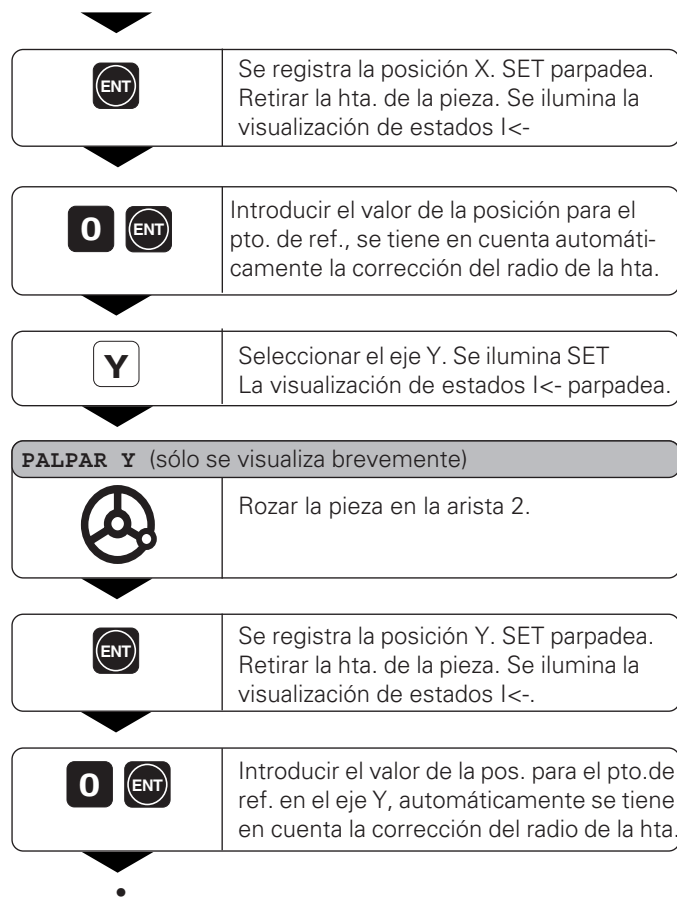 ENT
Se registra la posición X. SET parpadea.
Retirar la hta. de la pieza. Se ilumina la
visualización de estados I<-
0 ENT
Introducir el valor de la posición para el
pto. de ref., se tiene en cuenta automáti-
camente la corrección del radio de la hta.
Y
Seleccionar el eje Y. Se ilumina SET
La visualización de estados I<- parpadea.
PALPAR Y (sólo se visualiza brevemente)
Rozar la pieza en la arista 2.
ENT
Se registra la posición Y. SET parpadea.
Retirar la hta. de la pieza. Se ilumina la
visualización de estados I<-.
0 ENT
Introducir el valor de la pos. para el pto.de
ref. en el eje Y, automáticamente se tiene
en cuenta la corrección del radio de la hta.